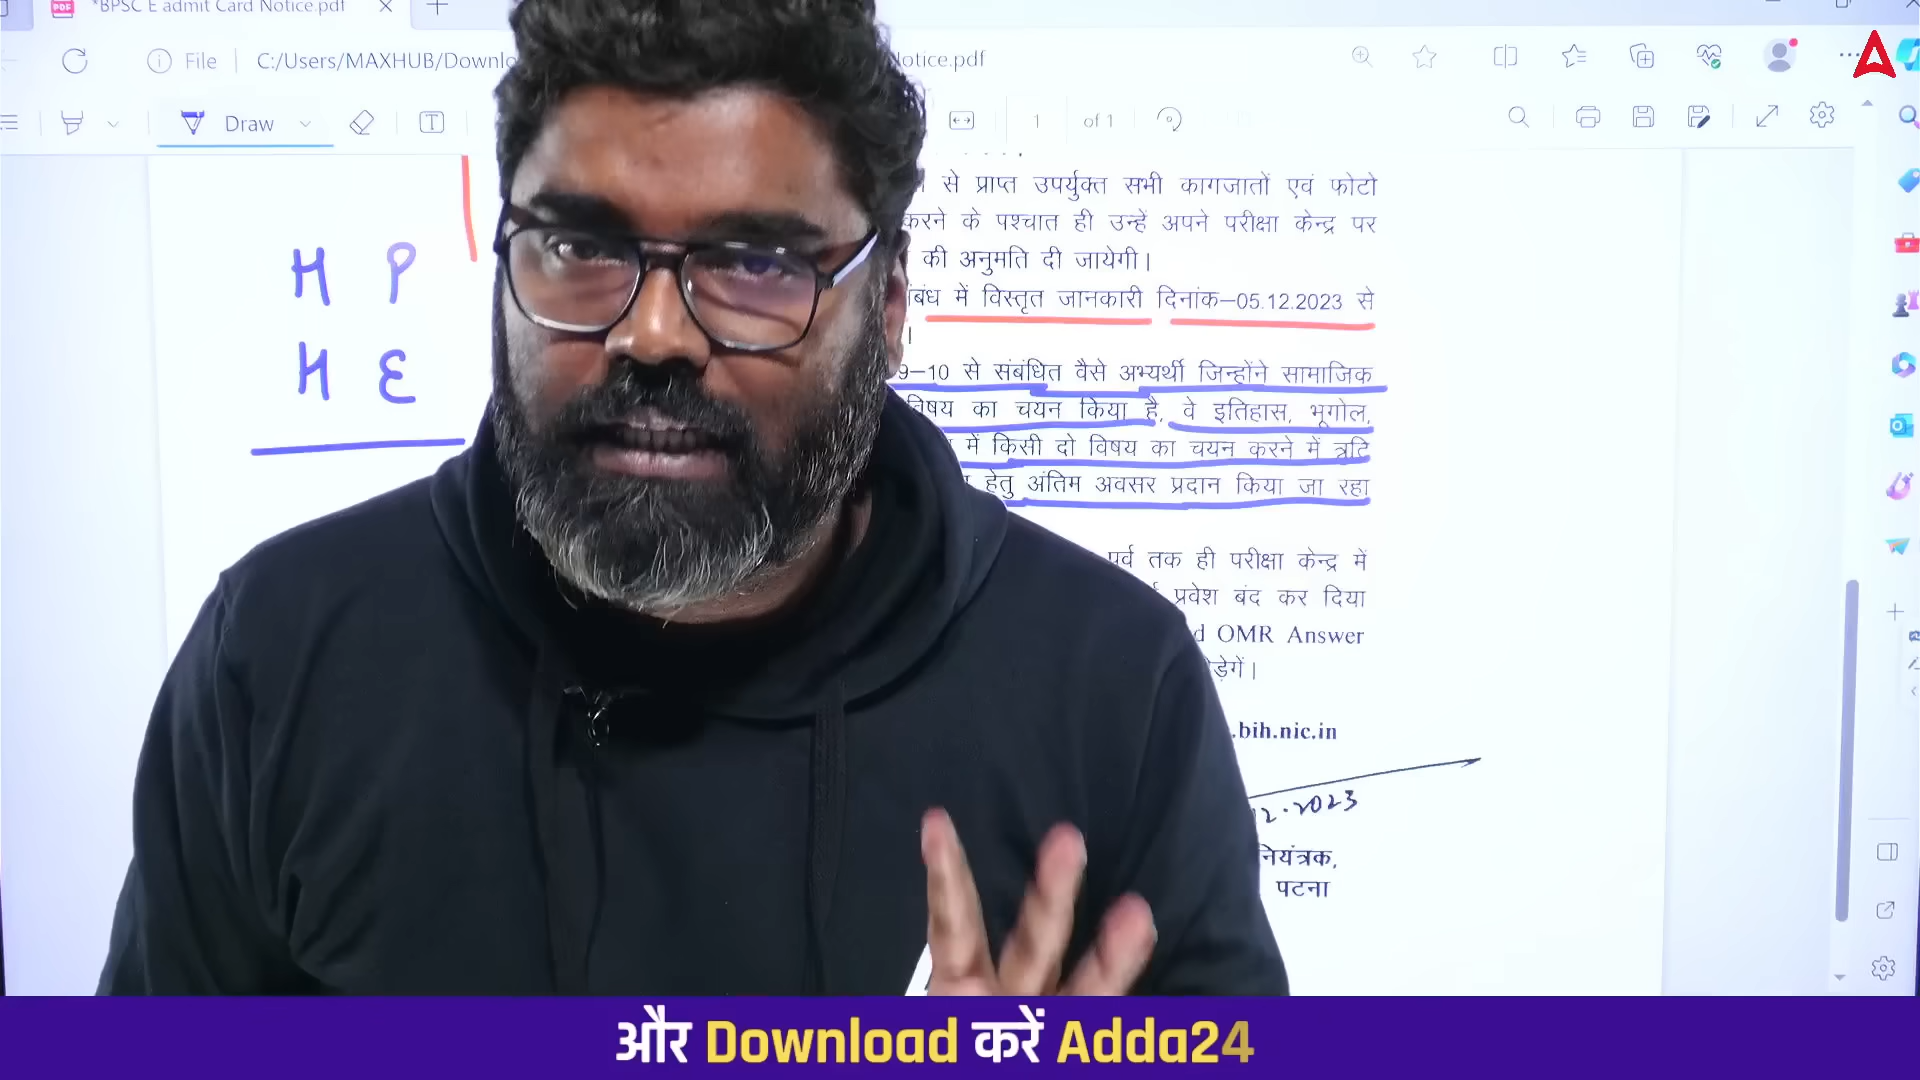 *BPSC E admit Card Notice.pdf
File C:/Users/MAXHUB/Downlo Notice.pdf
Draw 1 of 1
से प्राप्त उपर्युक्त सभी कागजातों एवं फोटो
करने के पश्चात ही उन्हें अपने परीक्षा केन्द्र पर
की अनुमति दी जायेगी।
में विस्तृत जानकारी दिनांक–05.12.2023 से
9–10 से संबंधित वैसे अभ्यर्थी जिन्होंने सामाजिक
विषय का चयन किया है, वे इतिहास, भूगोल,
में किसी दो विषय का चयन करने में त्रुटि
हेतु अंतिम अवसर प्रदान किया जा रहा
H P
H E
तक ही परीक्षा केन्द्र में
प्रवेश बंद कर दिया
OMR Answer
.bih.nic.in
12.2023
नियंत्रक,
पटना
और Download करें Adda24